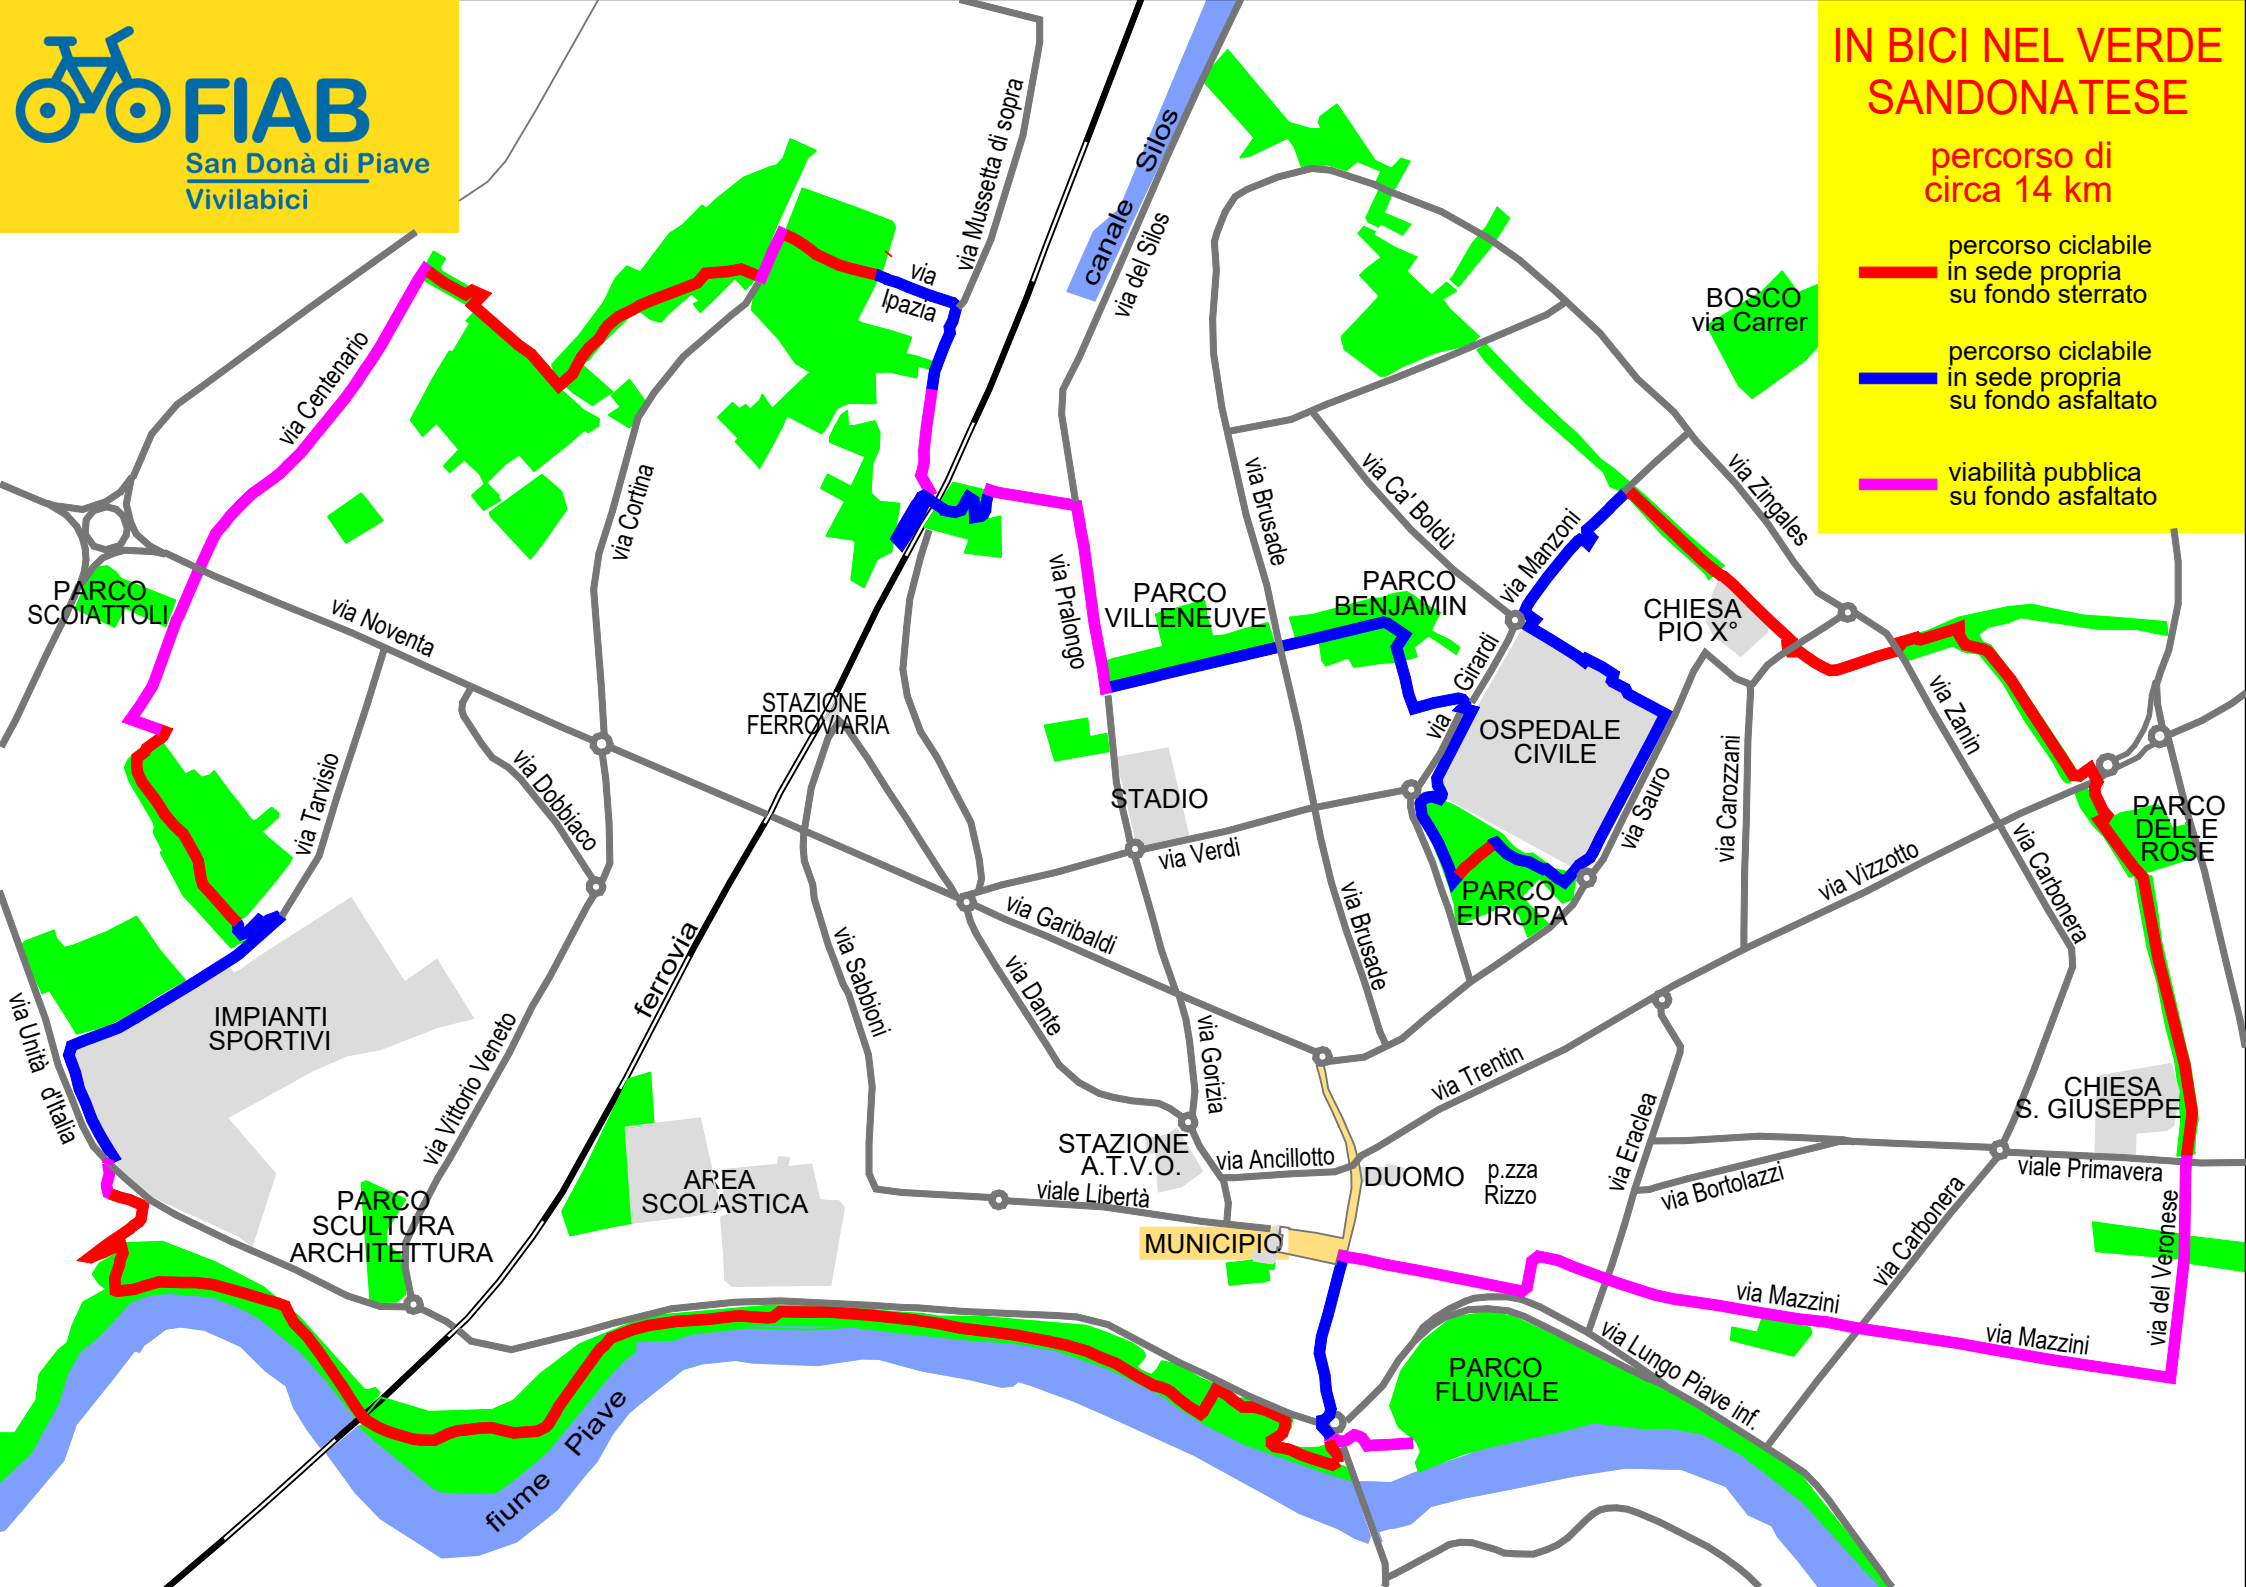 FIAB
San Donà di Piave
Vivilabici
IN BICI NEL VERDE
SANDONATESE
percorso di
circa 14 km
percorso ciclabile
in sede propria
su fondo sterrato
percorso ciclabile
in sede propria
su fondo asfaltato
viabilità pubblica
su fondo asfaltato
via Mussetta di sopra
canale Silos
via del Silos
via
Ipazia
BOSCO
via Carrer
via Centenario
via Cortina
via Brusade
via Ca' Boldù
via Manzoni
via Zingales
PARCO
SCOIATTOLI
via Noventa
via Pralongo
PARCO
VILLENEUVE
PARCO
BENJAMIN
CHIESA
PIO X°
via Girardi
STAZIONE
FERROVIARIA
OSPEDALE
CIVILE
via Zanin
via Tarvisio
via Dobbiaco
STADIO
via Verdi
via Sauro
via Carozzani
PARCO
DELLE
ROSE
via Vizzotto
via Carbonera
PARCO
EUROPA
via Garibaldi
via Brusade
ferrovia
via Sabbioni
via Dante
via Unità d'Italia
IMPIANTI
SPORTIVI
via Vittorio Veneto
via Gorizia
via Trentin
via Eraclea
CHIESA
S. GIUSEPPE
STAZIONE
A.T.V.O.
via Ancillotto
viale Libertà
DUOMO
p.zza
Rizzo
via Bortolazzi
viale Primavera
AREA
SCOLASTICA
PARCO
SCULTURA
ARCHITETTURA
MUNICIPIO
via Carbonera
via del Veronese
via Mazzini
via Mazzini
via Lungo Piave inf.
PARCO
FLUVIALE
fiume Piave